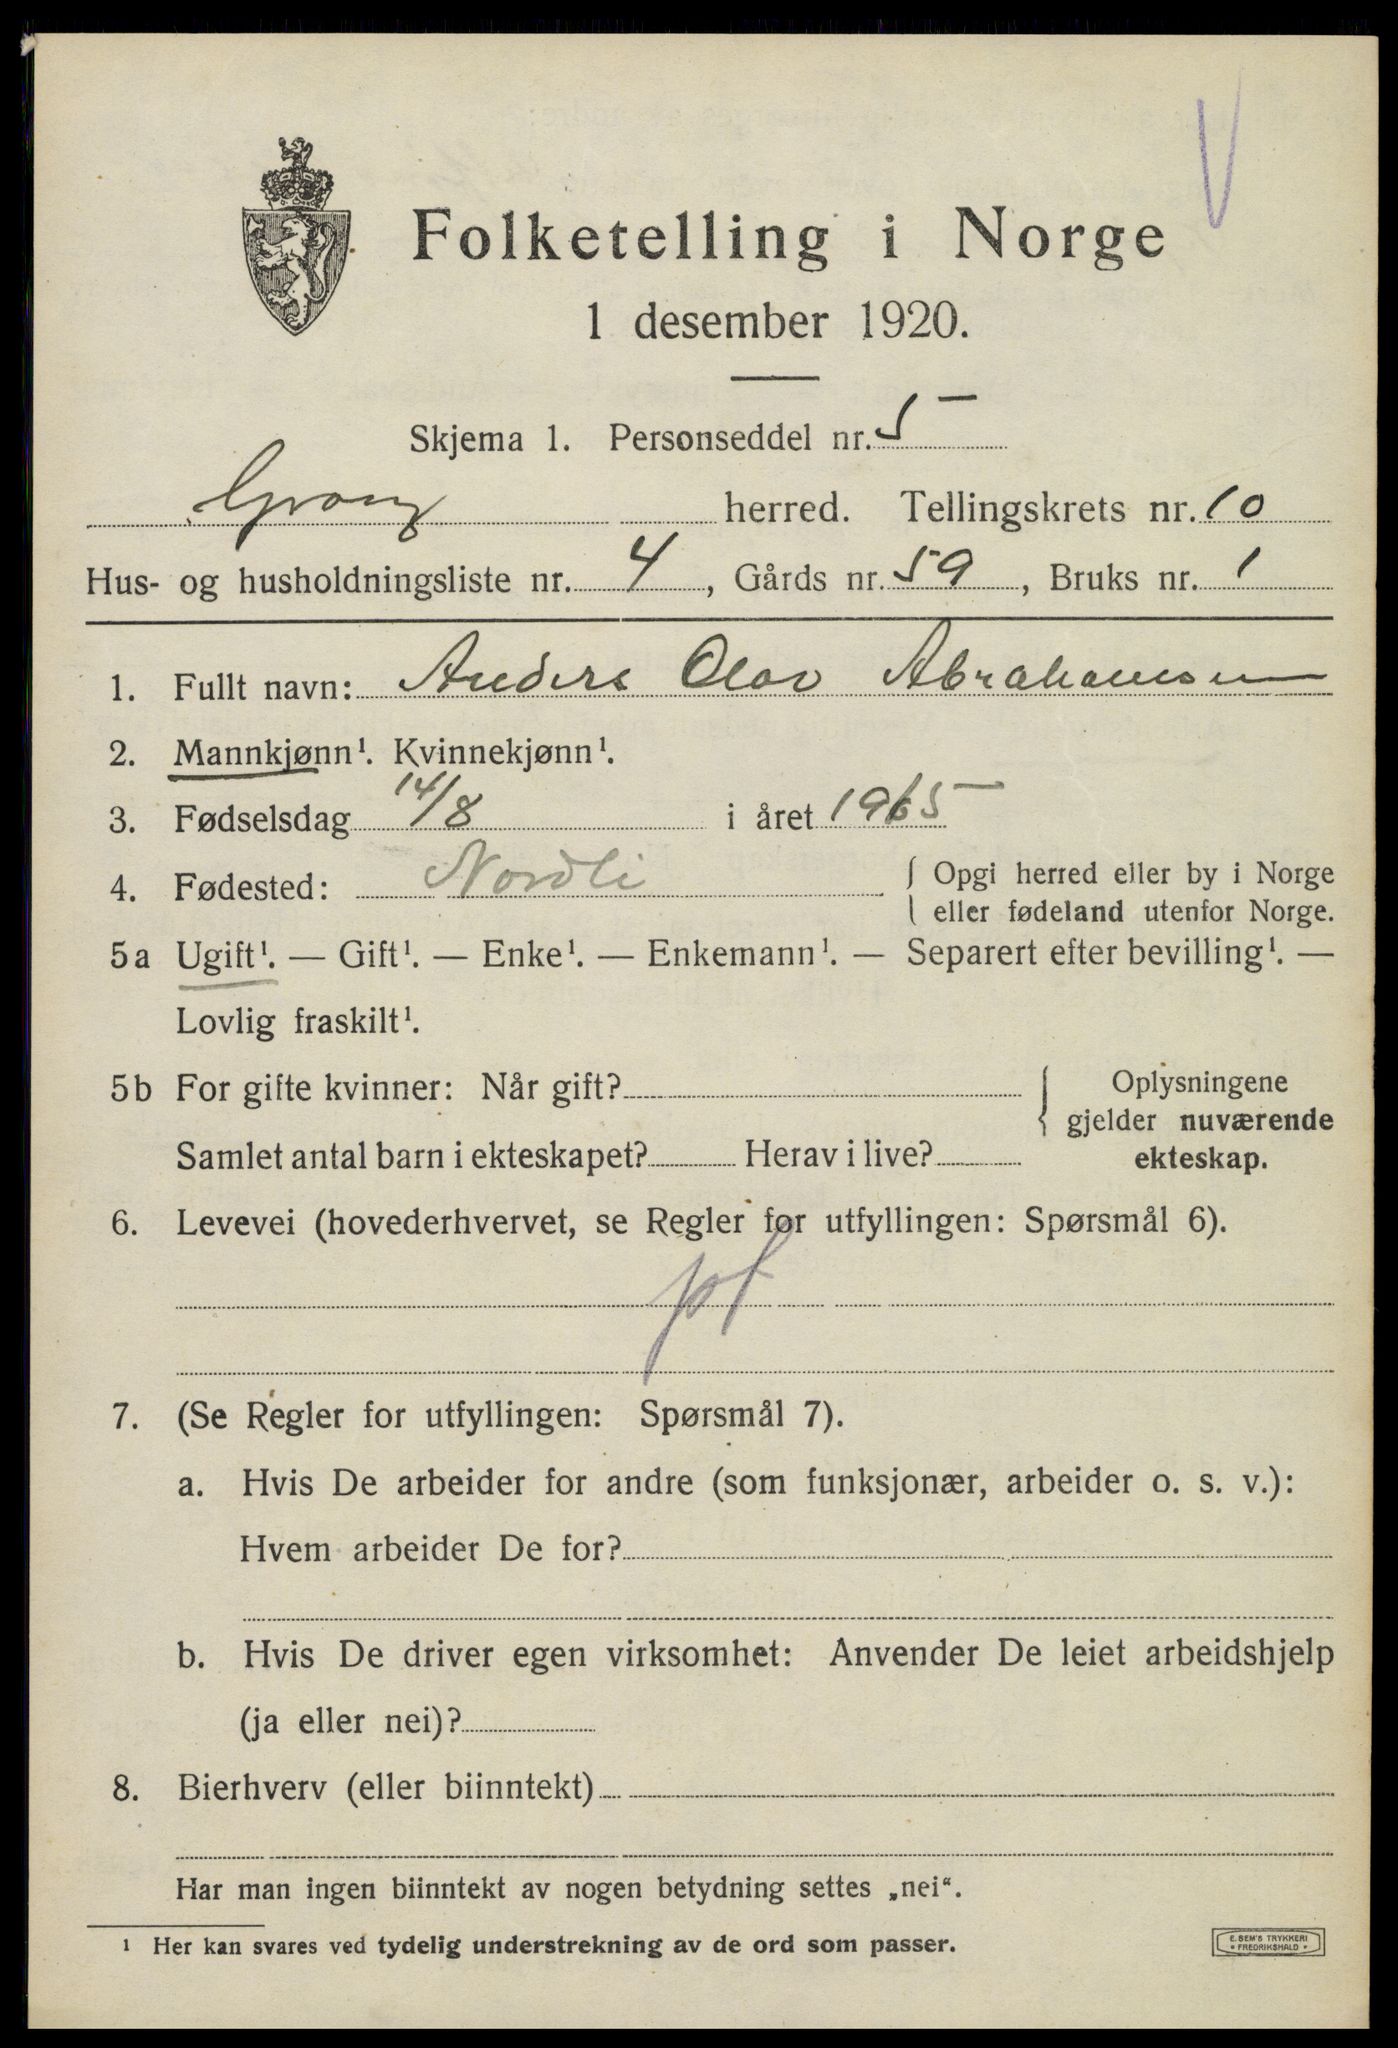 Folketelling i Norge
1 desember 1920.
Skjema 1. Personseddel nr. 5
Grong herred. Tellingskrets nr. 10
Hus- og husholdningsliste nr. 4, Gårds nr. 59, Bruks nr. 1
1. Fullt navn: Anders Olav Abrahamsen
2. Mannkjønn¹. Kvinnekjønn¹.
3. Fødselsdag 14/8 i året 1915
4. Fødested: Nordli { Opgi herred eller by i Norge
eller fødeland utenfor Norge.
5a Ugift¹. — Gift¹. — Enke¹. — Enkemann¹. — Separert efter bevilling¹. —
Lovlig fraskilt¹.
5b For gifte kvinner: Når gift?
Samlet antal barn i ekteskapet? Herav i live?
{ Oplysningene
gjelder nuværende
ekteskap.
6. Levevei (hovederhvervet, se Regler for utfyllingen: Spørsmål 6).
pf
7. (Se Regler for utfyllingen: Spørsmål 7).
a. Hvis De arbeider for andre (som funksjonær, arbeider o. s. v.):
Hvem arbeider De for?
b. Hvis De driver egen virksomhet: Anvender De leiet arbeidshjelp
(ja eller nei)?
8. Bierhverv (eller biinntekt)
Har man ingen biinntekt av nogen betydning settes „nei“.
¹ Her kan svares ved tydelig understrekning av de ord som passer.
E. SEM'S TRYKKERI
• FREDRIKSHALD •